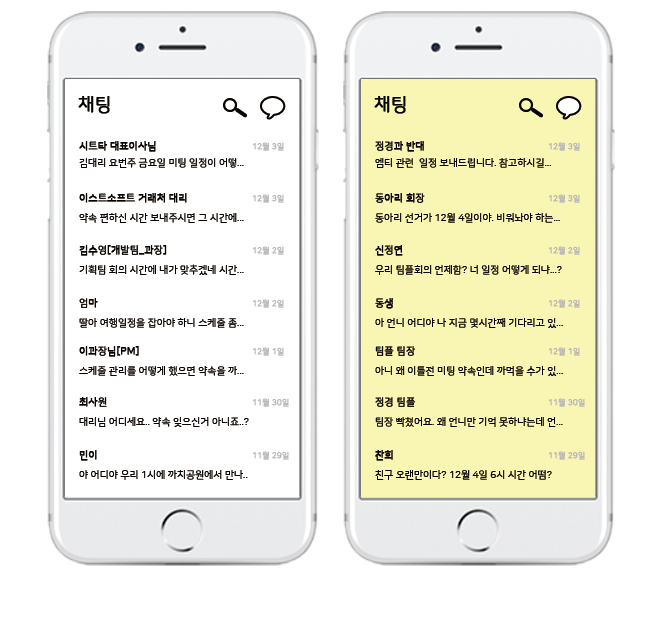 채팅
시트탁 대표이사님 12월 3일
김대리 요번주 금요일 미팅 일정이 어떻...
이스트소프트 거래처 대리 12월 3일
약속 편하신 시간 보내주시면 그 시간에...
김수영[개발팀_과장] 12월 2일
기획팀 회의 시간에 내가 맞추겠네 시간...
엄마 12월 2일
딸아 여행일정을 잡아야 하니 스케줄 좀...
이과장님[PM] 12월 1일
스케줄 관리를 어떻게 했으면 약속을 까...
최사원 11월 30일
대리님 어디세요.. 약속 잊으신거 아니죠..?
민이 11월 29일
야 어디야 우리 1시에 까치공원에서 만나..
채팅
정경과 반대 12월 3일
엠티 관련 일정 보내드립니다. 참고하시길...
동아리 회장 12월 3일
동아리 선거가 12월 4일이야. 비워놔야 하는...
신정연 12월 2일
우리 팀플회의 언제함? 너 일정 어떻게 되냐...?
동생 12월 2일
아 언니 어디야 나 지금 몇시간째 기다리고 있...
팀플 팀장 12월 1일
아니 왜 이틀전 미팅 약속인데 까먹을 수가 있...
정경 팀플 11월 30일
팀장 빡쳤어요. 왜 언니만 기억 못하냐는데 언...
찬희 11월 29일
친구 오랜만이다? 12월 4일 6시 시간 어떰?